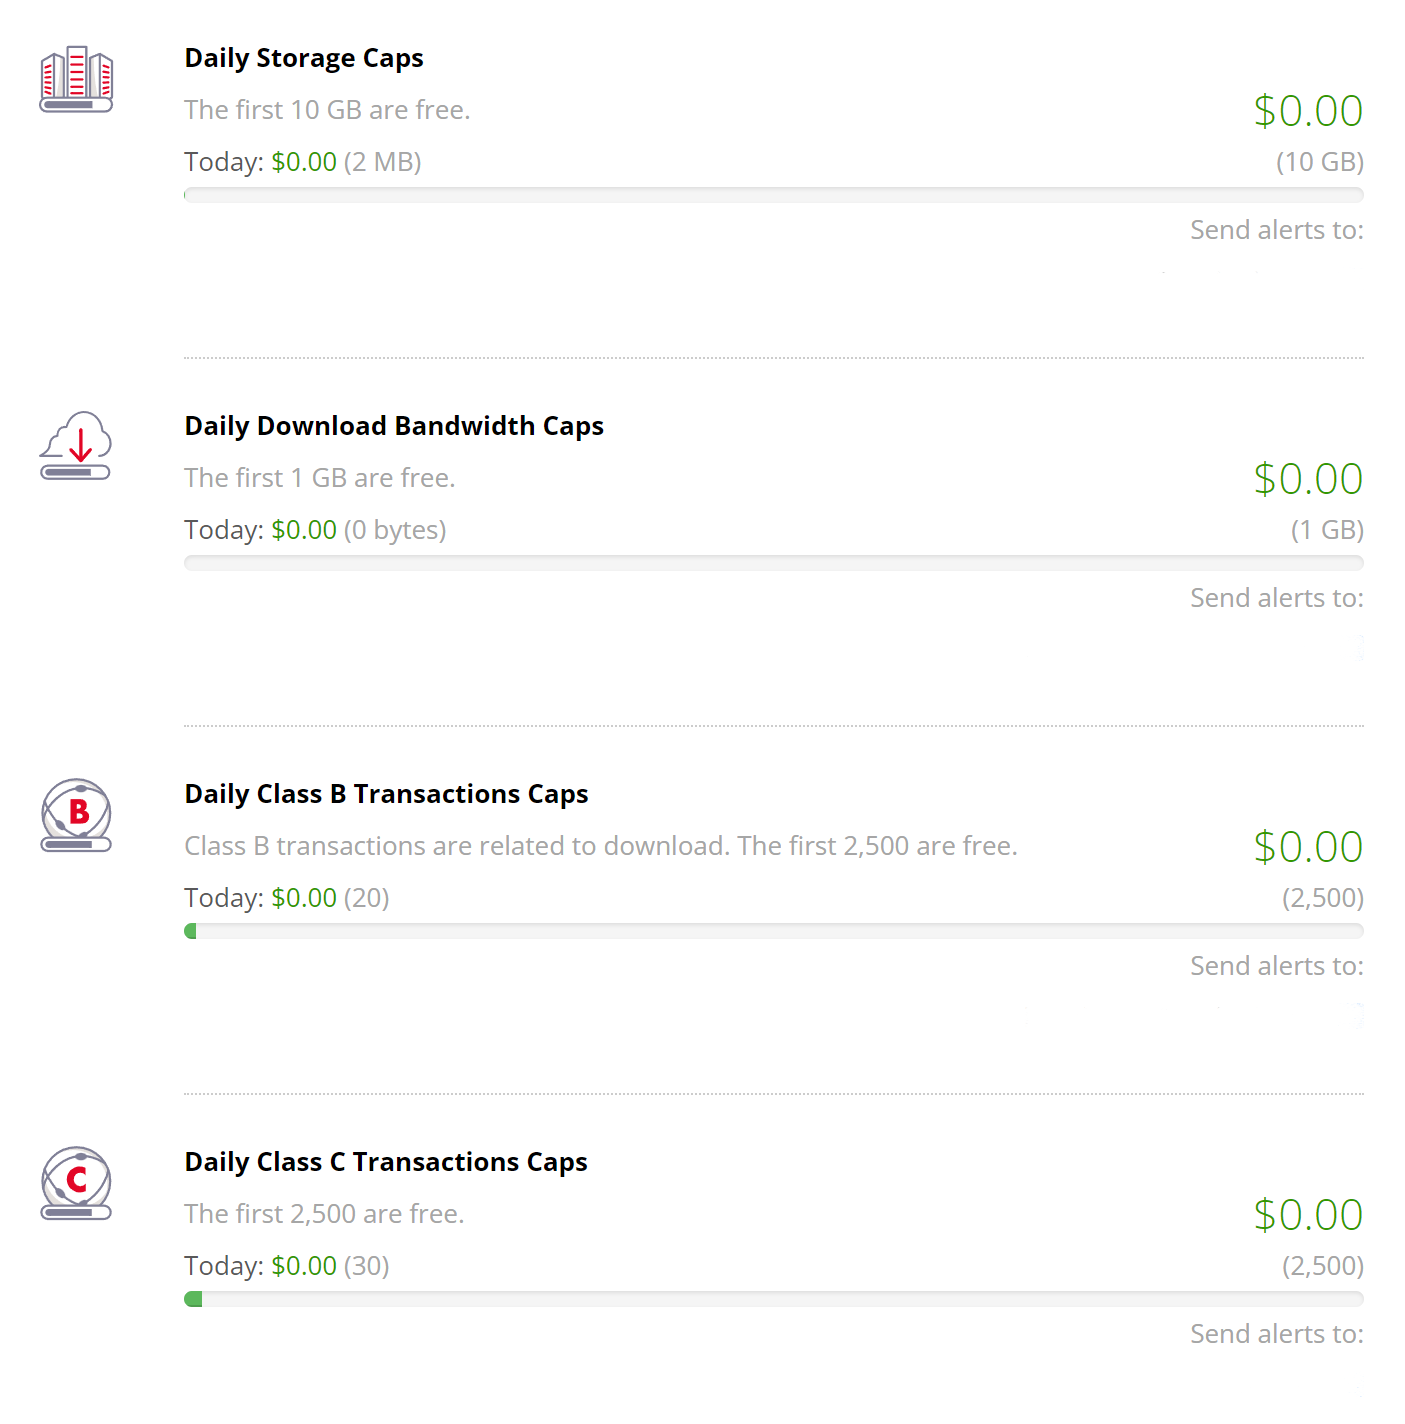 Daily Storage Caps
The first 10 GB are free.
$0.00
Today: $0.00 (2 MB)
(10 GB)
Send alerts to:
Daily Download Bandwidth Caps
The first 1 GB are free.
$0.00
Today: $0.00 (0 bytes)
(1 GB)
Send alerts to:
B
Daily Class B Transactions Caps
Class B transactions are related to download. The first 2,500 are free.
$0.00
Today: $0.00 (20)
(2,500)
Send alerts to:
C
Daily Class C Transactions Caps
The first 2,500 are free.
$0.00
Today: $0.00 (30)
(2,500)
Send alerts to: